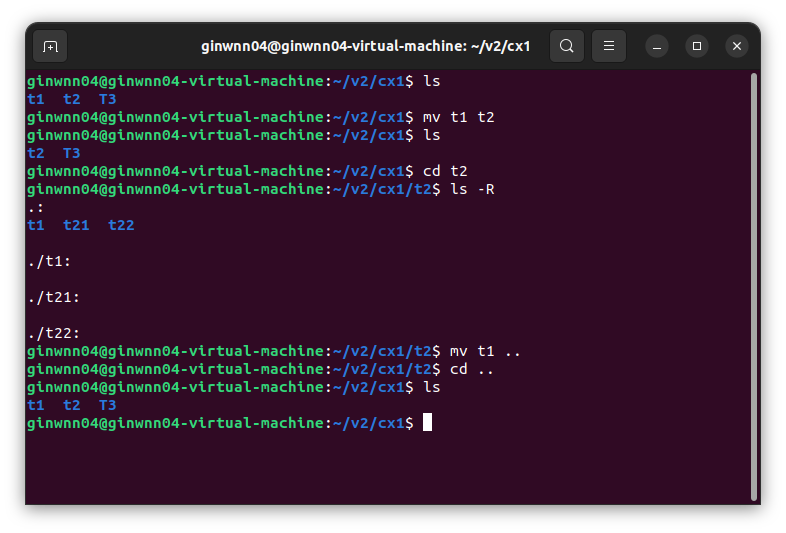 ginwnn04@ginwnn04-virtual-machine: ~/v2/cx1
ginwnn04@ginwnn04-virtual-machine:~/v2/cx1$ ls
t1  t2  T3
ginwnn04@ginwnn04-virtual-machine:~/v2/cx1$ mv t1 t2
ginwnn04@ginwnn04-virtual-machine:~/v2/cx1$ ls
t2  T3
ginwnn04@ginwnn04-virtual-machine:~/v2/cx1$ cd t2
ginwnn04@ginwnn04-virtual-machine:~/v2/cx1/t2$ ls -R
.:
t1  t21  t22
./t1:
./t21:
./t22:
ginwnn04@ginwnn04-virtual-machine:~/v2/cx1/t2$ mv t1 ..
ginwnn04@ginwnn04-virtual-machine:~/v2/cx1/t2$ cd ..
ginwnn04@ginwnn04-virtual-machine:~/v2/cx1$ ls
t1  t2  T3
ginwnn04@ginwnn04-virtual-machine:~/v2/cx1$